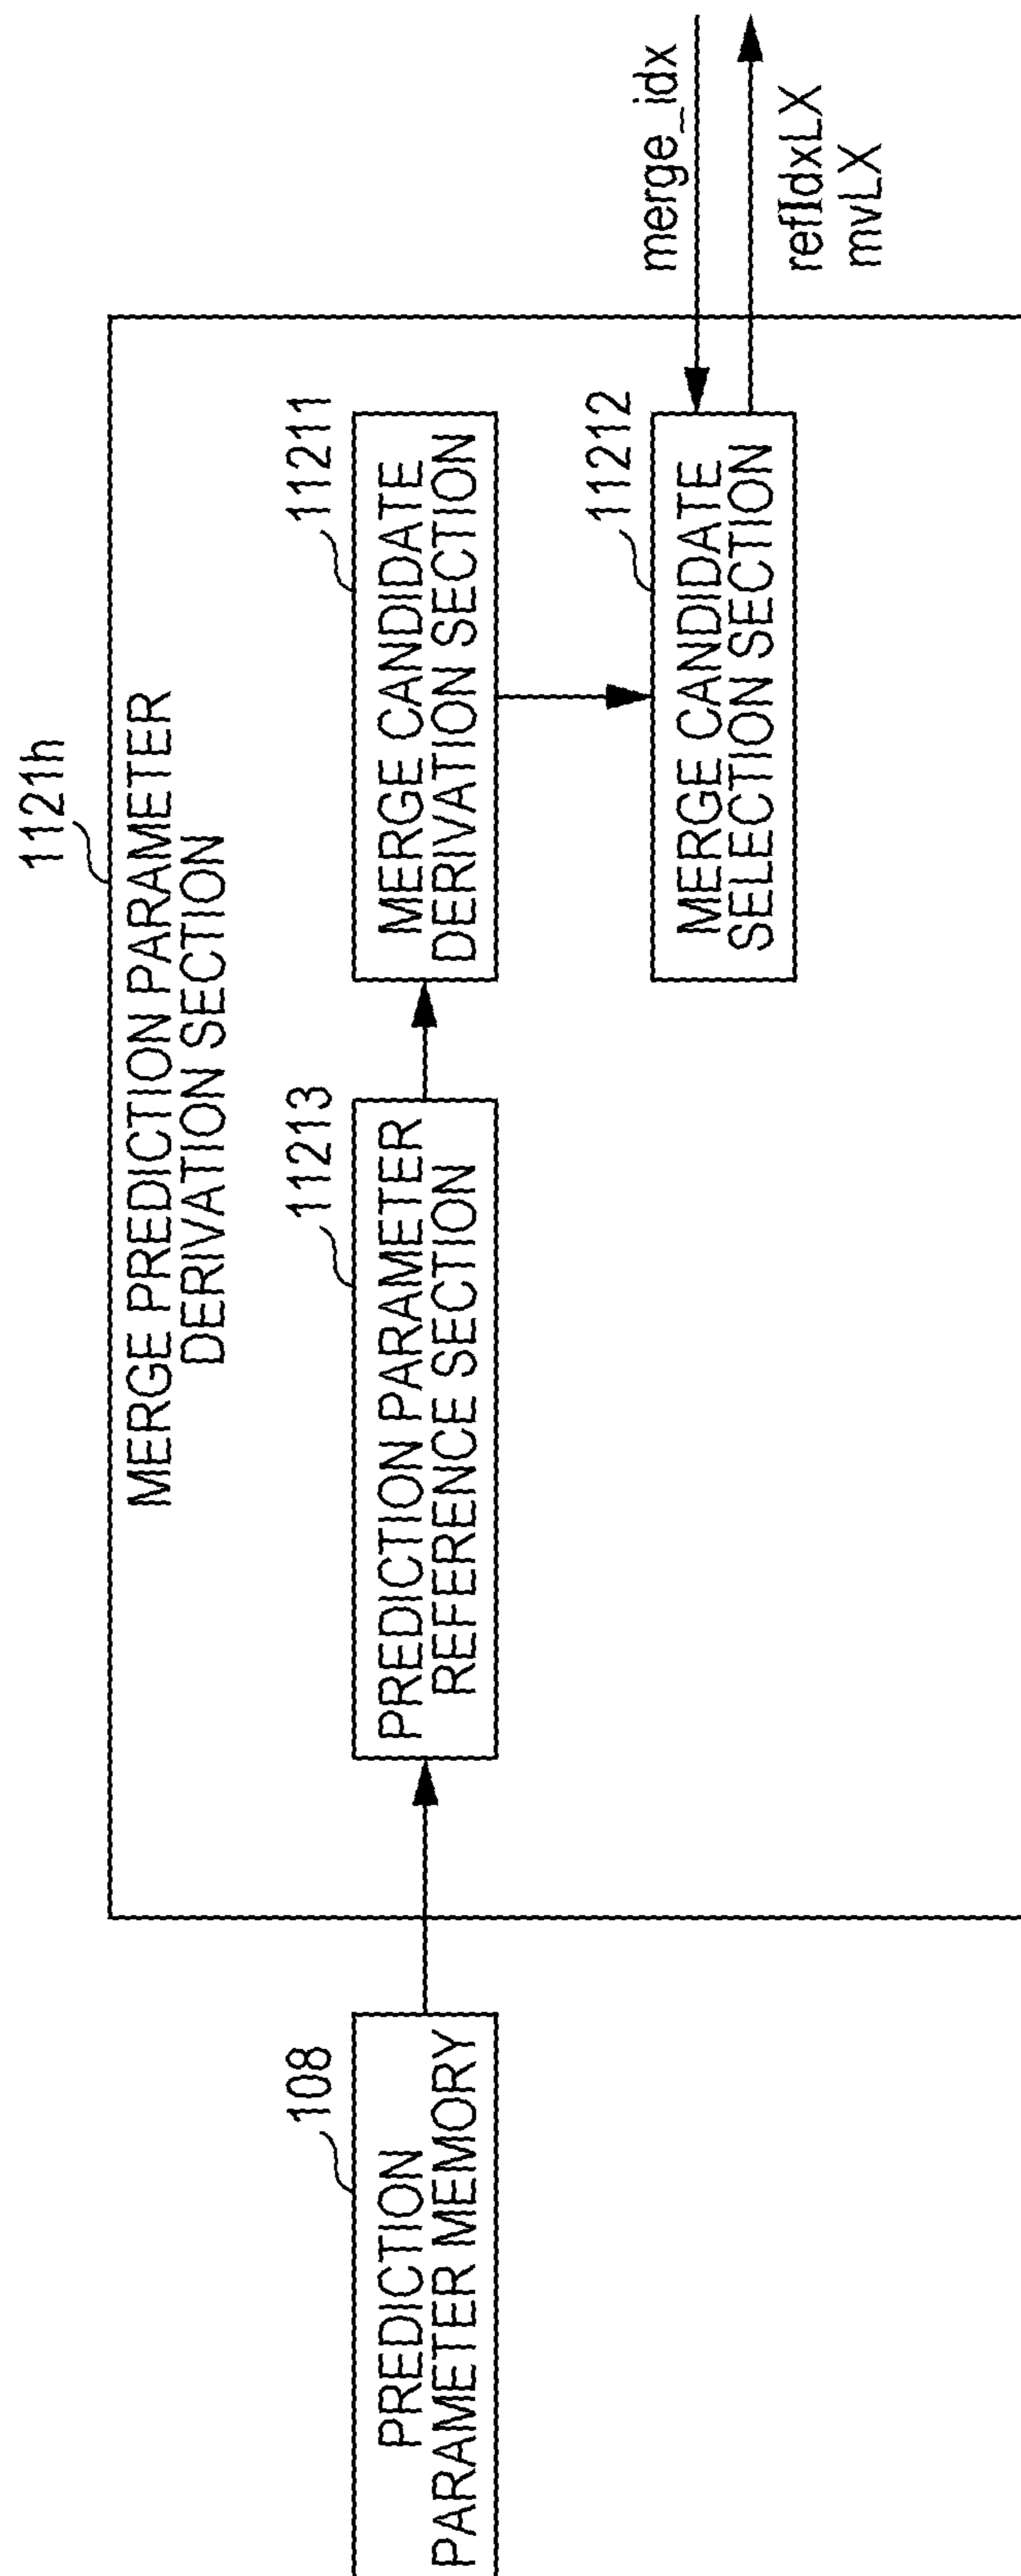 1121h
MERGE PREDICTION PARAMETER
DERIVATION SECTION
108
PREDICTION
PARAMETER MEMORY
11213
PREDICTION PARAMETER
REFERENCE SECTION
11211
MERGE CANDIDATE
DERIVATION SECTION
11212
MERGE CANDIDATE
SELECTION SECTION
merge_idx
refIdxLX
mvLX